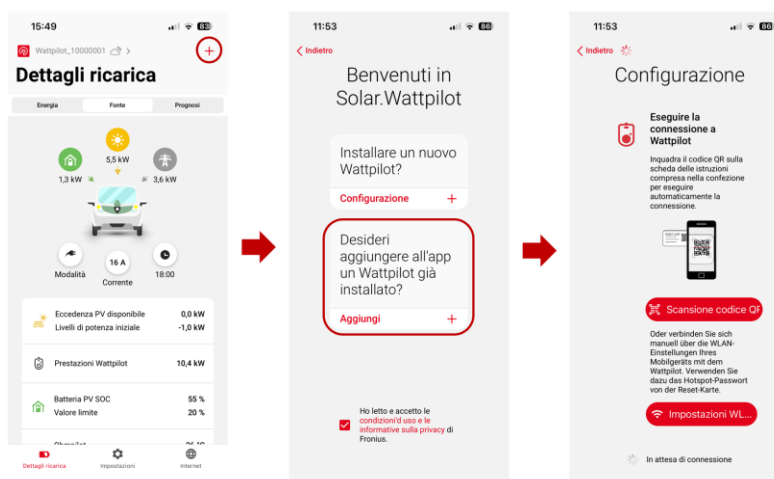 15:49
83
Wattpilot_10000001
Dettagli ricarica
Energia Fonte Prognosi
5,5 kW
1,3 kW 3,6 kW
Modalità
16 A
Corrente
18:00
Eccedenza PV disponibile 0,0 kW
Livelli di potenza iniziale -1,0 kW
Prestazioni Wattpilot 10,4 kW
Batteria PV SOC 55 %
Valore limite 20 %
Dettagli ricarica Impostazioni Internet
11:53
86
Indietro
Benvenuti in
Solar.Wattpilot
Installare un nuovo
Wattpilot?
Configurazione +
Desideri
aggiungere all'app
un Wattpilot già
installato?
Aggiungi +
Ho letto e accetto le
condizioni'd uso e le
informative sulla privacy di
Fronius.
11:53
86
Indietro
Configurazione
Eseguire la
connessione a
Wattpilot
Inquadra il codice QR sulla
scheda delle istruzioni
compresa nella confezione
per eseguire
automaticamente la
connessione.
Scansione codice QR
Oder verbinden Sie sich
manuell über die WLAN-
Einstellungen Ihres
Mobilgeräts mit dem
Wattpilot. Verwenden Sie
dazu das Hotspot-Passwort
von der Reset-Karte.
Impostazioni WL...
In attesa di connessione